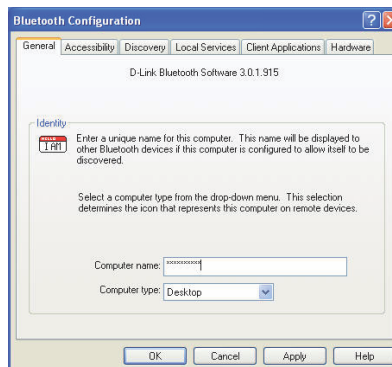 Bluetooth Configuration
General Accessibility Discovery Local Services Client Applications Hardware
D-Link Bluetooth Software 3.0.1.915
Identity
HELLO
I AM
Enter a unique name for this computer. This name will be displayed to
other Bluetooth devices if this computer is configured to allow itself to be
discovered.
Select a computer type from the drop-down menu. This selection
determines the icon that represents this computer on remote devices.
Computer name: **********
Computer type: Desktop
OK Cancel Apply Help